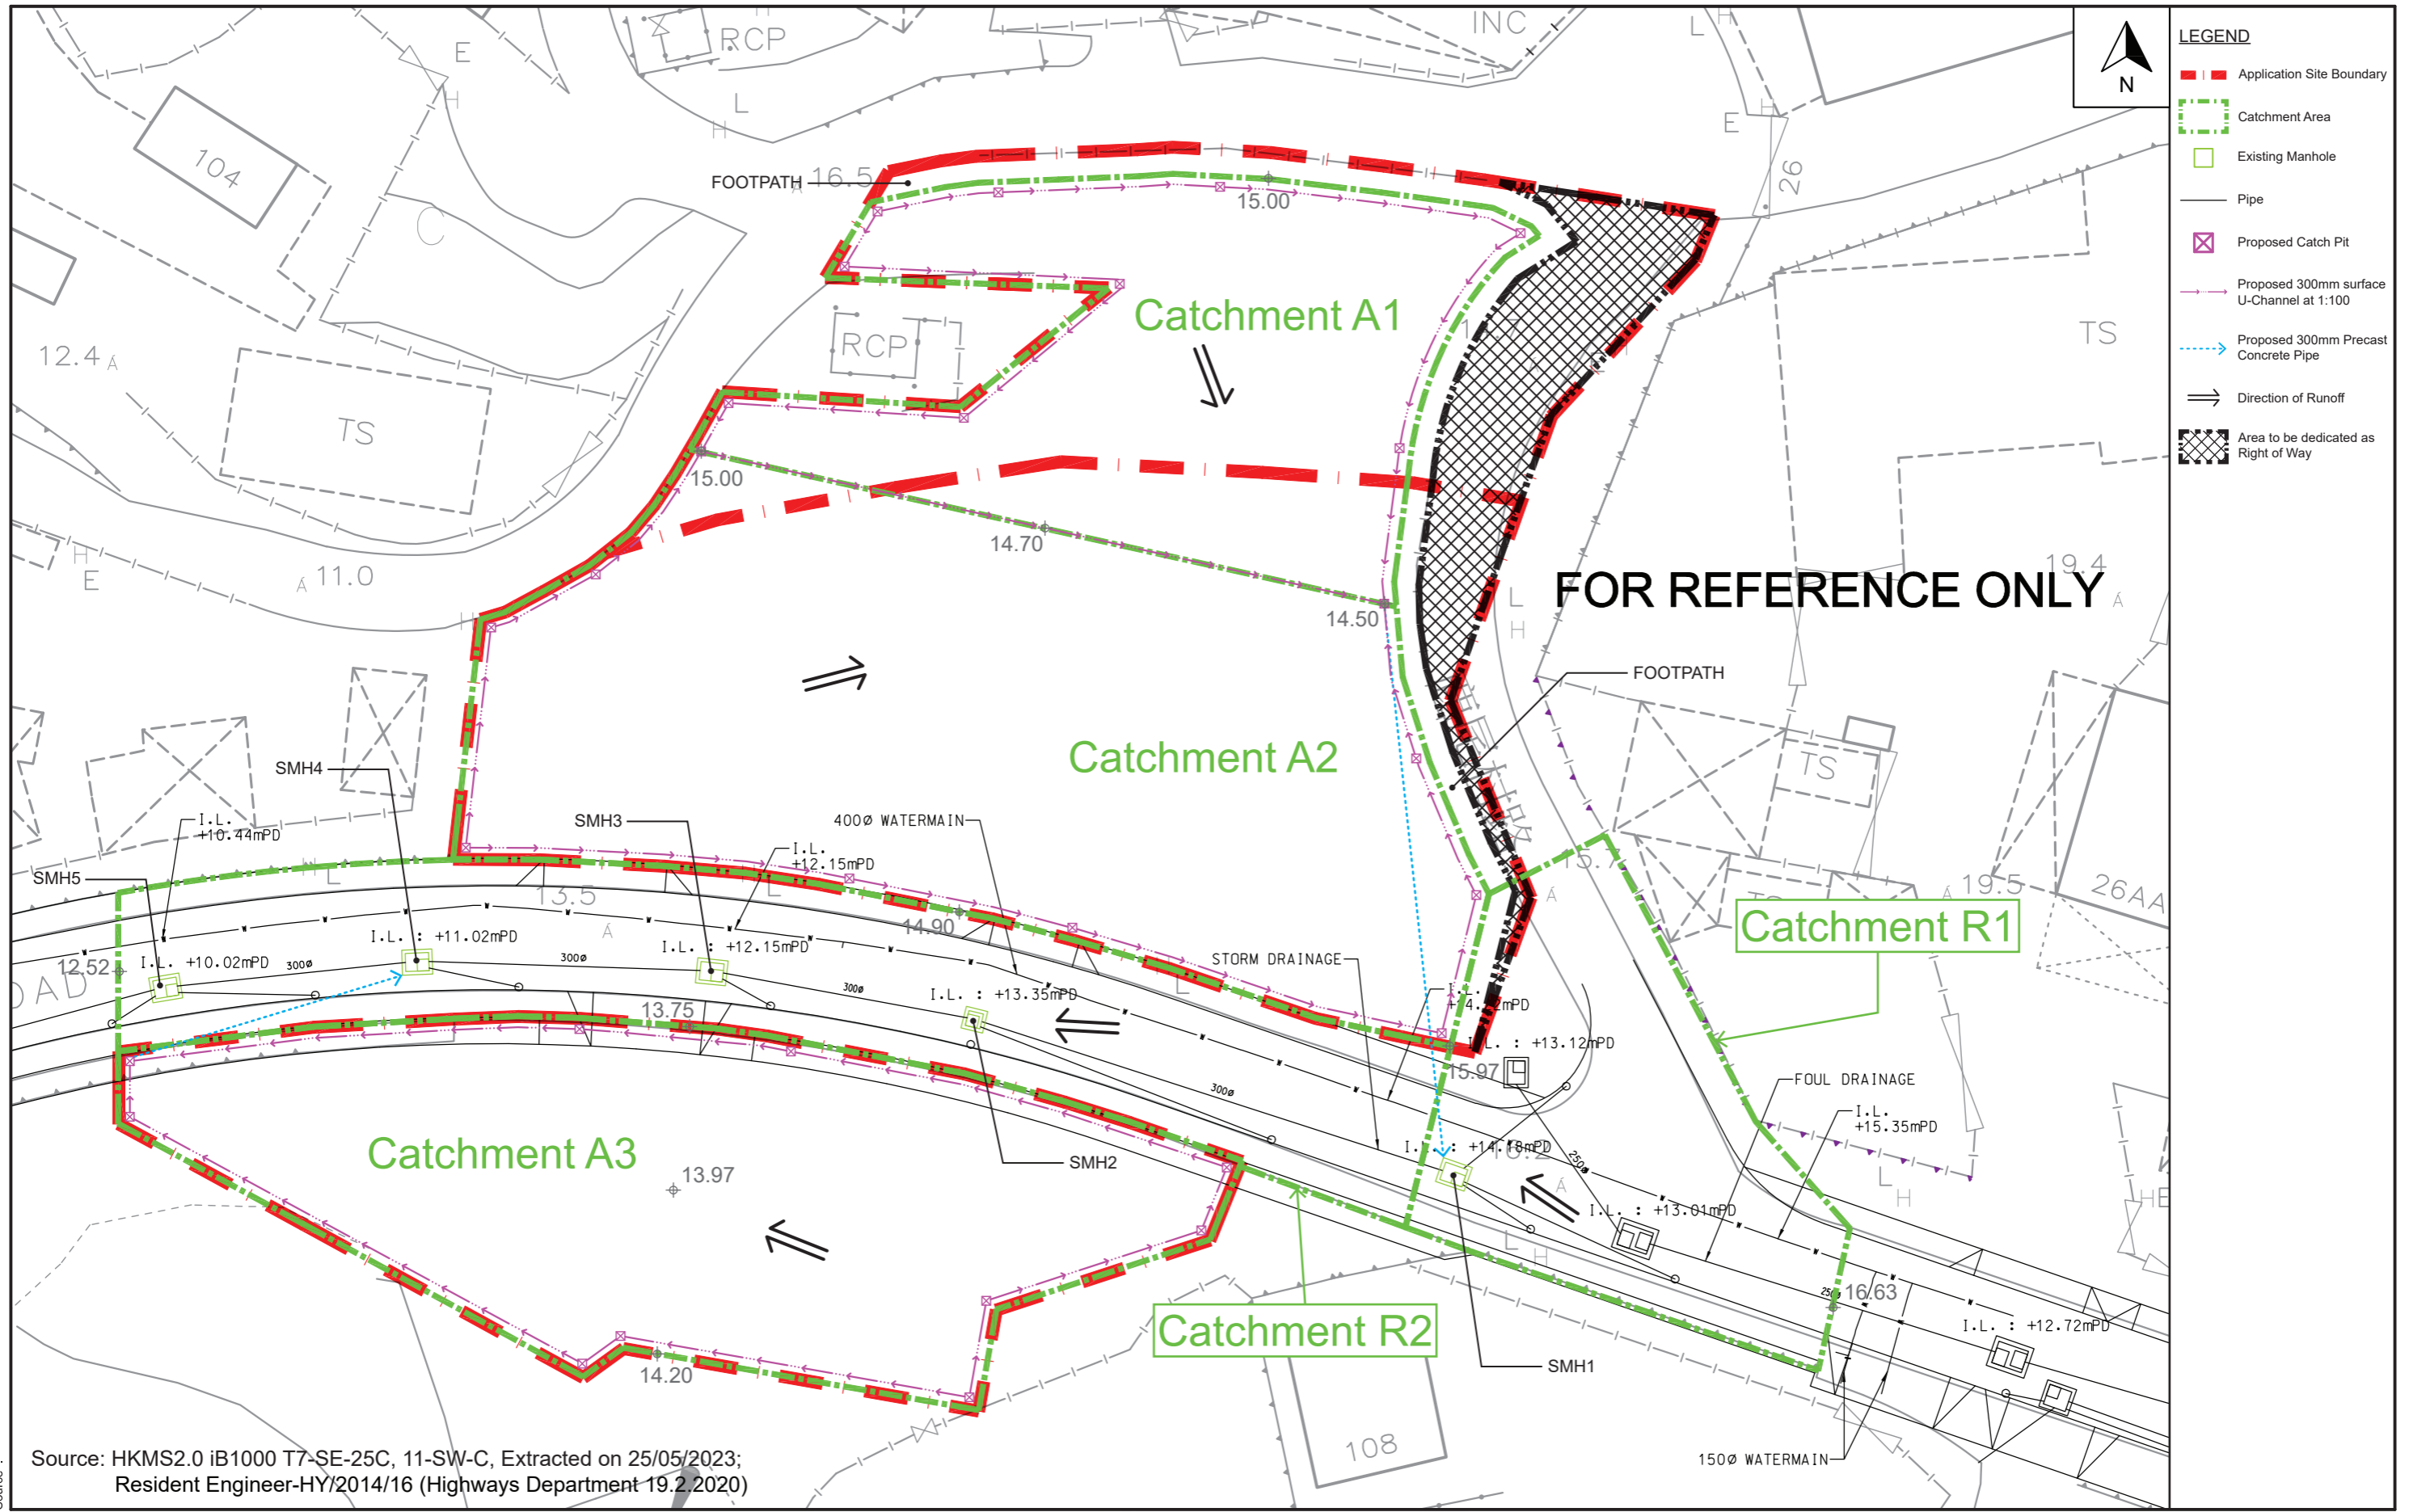 RCP
INC
L
H
E
H
L
H
E
H
26
104
C
FOOTPATH
16.5
15.00
Catchment A1
RCP
12.4
TS
TS
15.00
14.70
14.50
H
E
11.0
H
L
H
FOR REFERENCE ONLY
19.4
FOOTPATH
Catchment A2
TS
SMH4
SMH3
400Ø WATERMAIN
I.L.
+10.44mPD
I.L.
+12.15mPD
SMH5
H
L
13.5
L
14.90
15.7
19.5
26AA
Catchment R1
I.L. : +11.02mPD
I.L. : +12.15mPD
12.52
I.L. +10.02mPD
300Ø
300Ø
300Ø
STORM DRAINAGE
L
I.L. : +13.35mPD
13.75
I.L. : +13.12mPD
15.97
300Ø
FOUL DRAINAGE
I.L.
+15.35mPD
Catchment A3
13.97
SMH2
I.L. : +14.18mPD
16.2
250Ø
I.L. : +13.01mPD
L
H
L
H
HE
16.63
I.L. : +12.72mPD
Catchment R2
SMH1
14.20
108
150Ø WATERMAIN
Source: HKMS2.0 iB1000 T7-SE-25C, 11-SW-C, Extracted on 25/05/2023;
Resident Engineer-HY/2014/16 (Highways Department 19.2.2020)
N
LEGEND
Application Site Boundary
Catchment Area
Existing Manhole
Pipe
Proposed Catch Pit
Proposed 300mm surface
U-Channel at 1:100
Proposed 300mm Precast
Concrete Pipe
Direction of Runoff
Area to be dedicated as
Right of Way